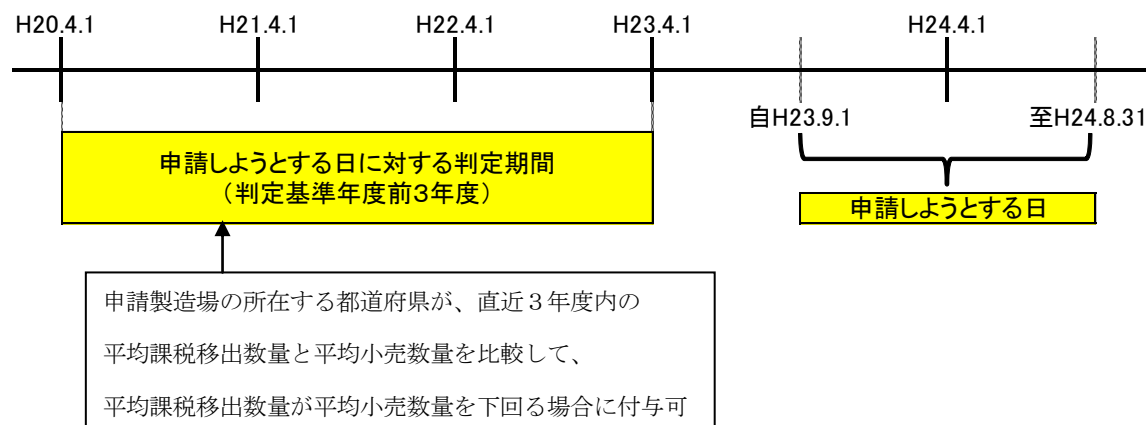 H20.4.1 H21.4.1 H22.4.1 H23.4.1 H24.4.1
自H23.9.1 至H24.8.31
申請しようとする日に対する判定期間
（判定基準年度前３年度）
申請しようとする日
申請製造場の所在する都道府県が、直近３年度内の
平均課税移出数量と平均小売数量を比較して、
平均課税移出数量が平均小売数量を下回る場合に付与可